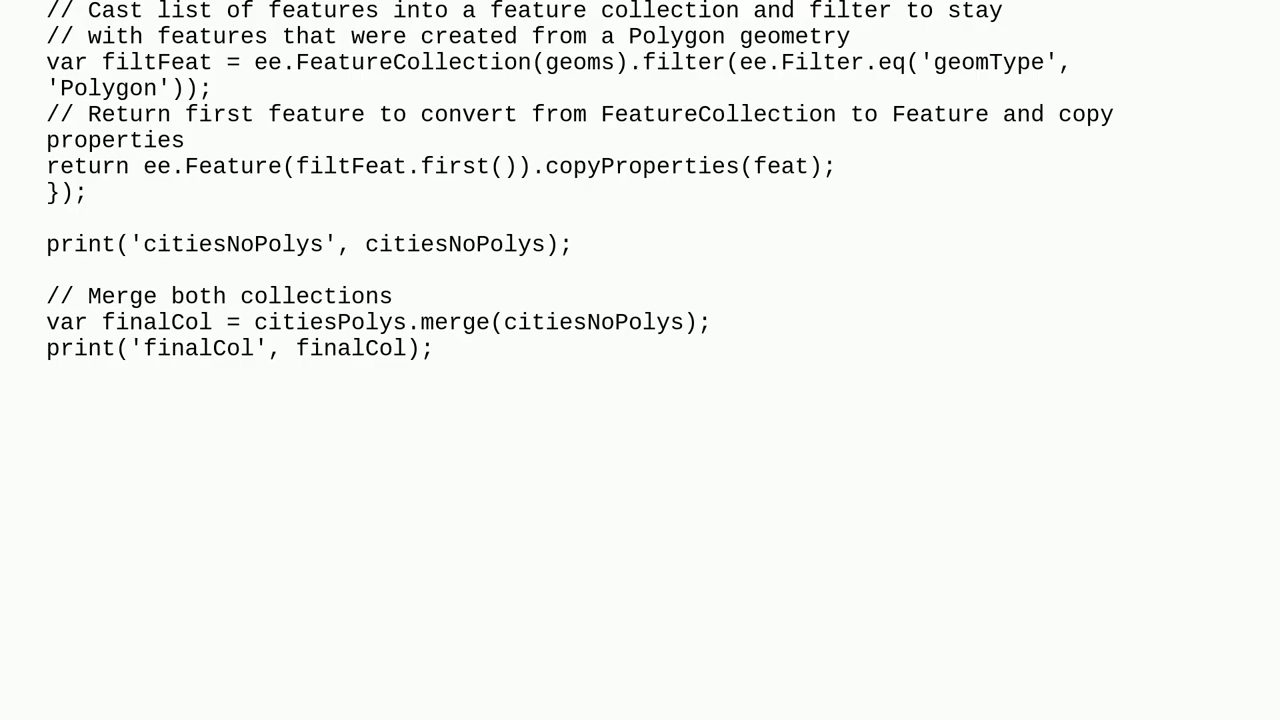 // Cast list of features into a feature collection and filter to stay
// with features that were created from a Polygon geometry
var filtFeat = ee.FeatureCollection(geoms).filter(ee.Filter.eq('geomType',
'Polygon'));
// Return first feature to convert from FeatureCollection to Feature and copy
properties
return ee.Feature(filtFeat.first()).copyProperties(feat);
});
print('citiesNoPolys', citiesNoPolys);
// Merge both collections
var finalCol = citiesPolys.merge(citiesNoPolys);
print('finalCol', finalCol);